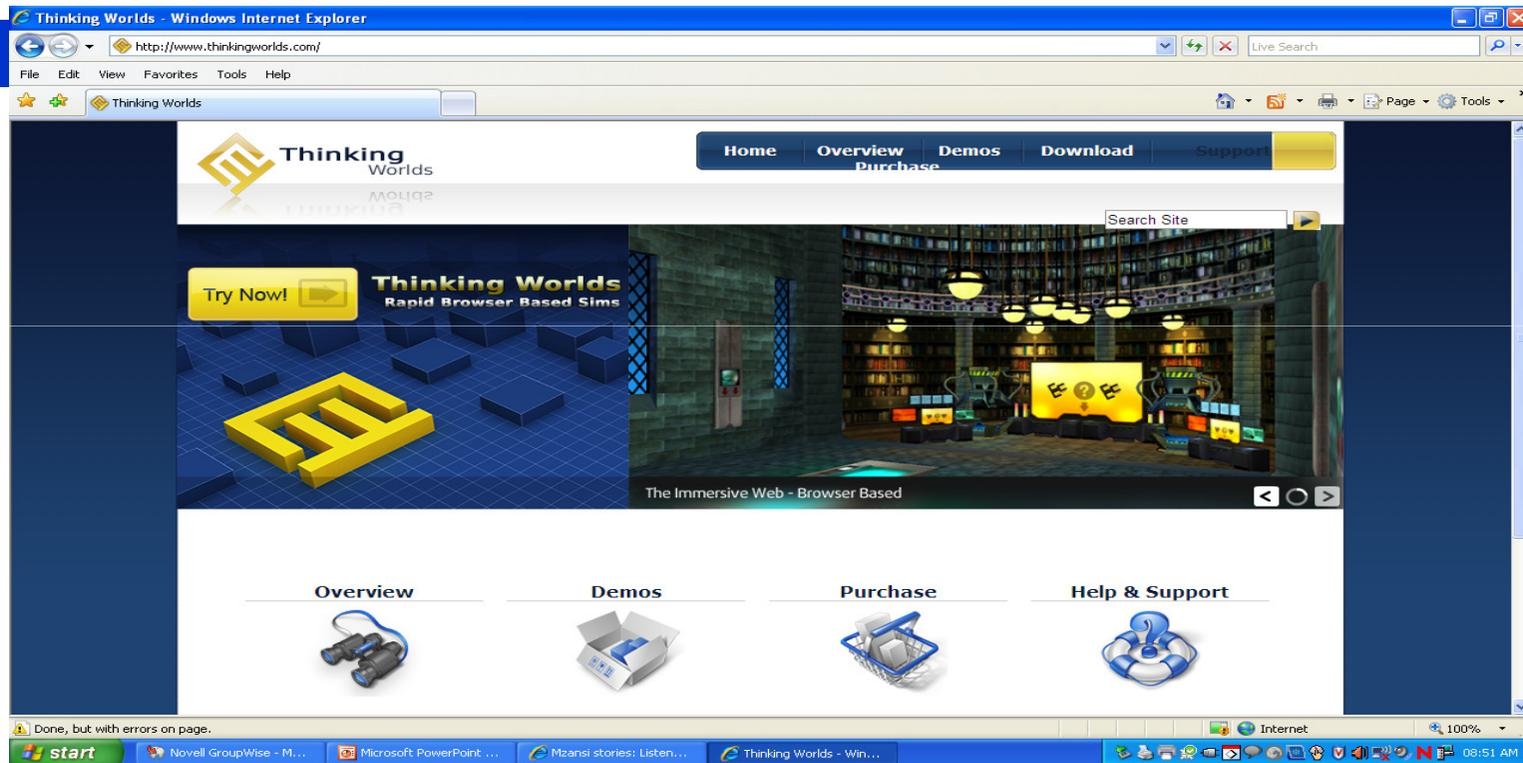 Thinking Worlds - Windows Internet Explorer
http://www.thinkingworlds.com/
Live Search
File Edit View Favorites Tools Help
Thinking Worlds
Page Tools
Thinking
Worlds
Home Overview Demos Download Support
Purchase
Search Site
Try Now!
Thinking Worlds
Rapid Browser Based Sims
The Immersive Web - Browser Based
Overview Demos Purchase Help & Support
Done, but with errors on page.
Internet
100%
start
Novell GroupWise - M...
Microsoft PowerPoint ...
Mzansi stories: Listen...
Thinking Worlds - Win...
08:51 AM